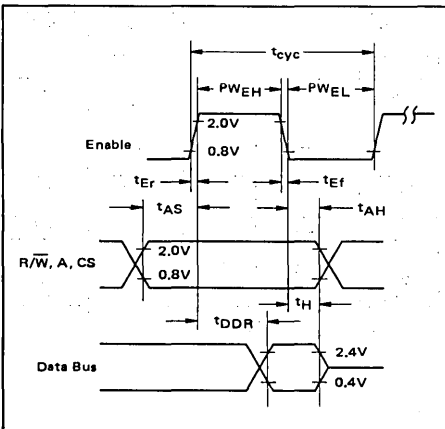 tcyc
PWEH PWEL
2.0V
Enable
0.8V
tEr tEf
tAS tAH
R/W̅, A, CS
2.0V
0.8V
tH
tDDR
Data Bus
2.4V
0.4V